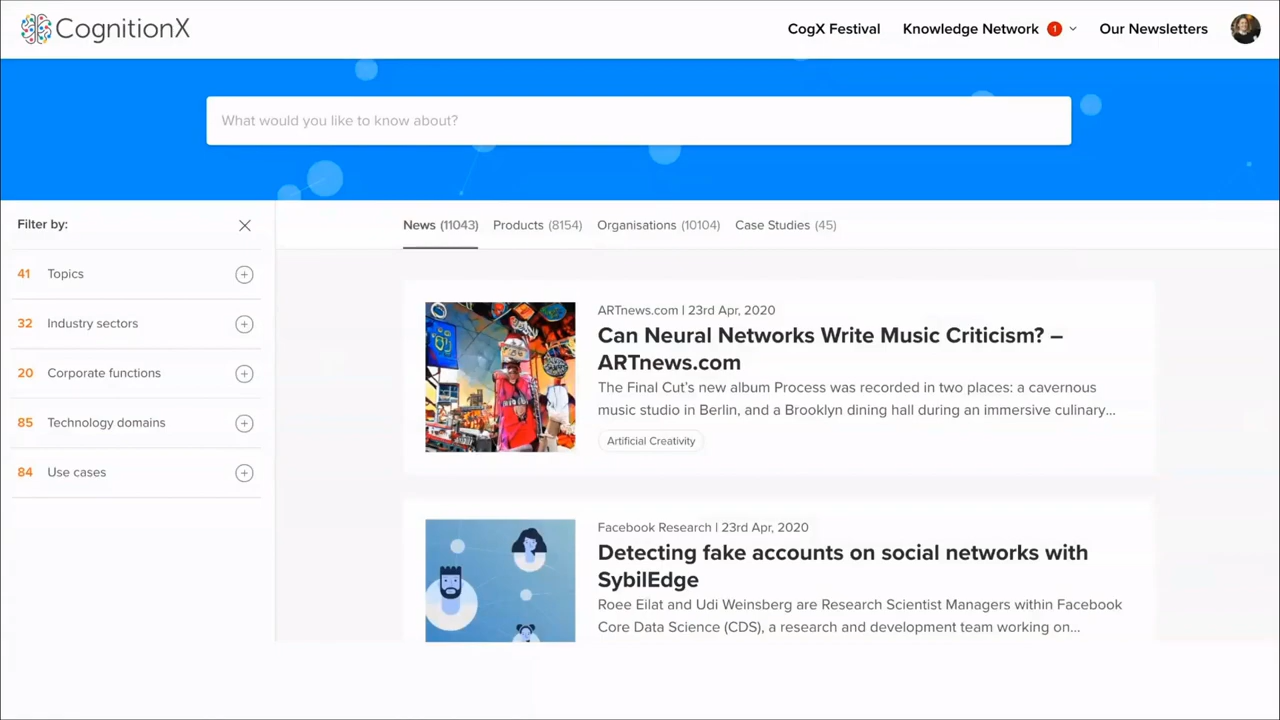 CognitionX
CogX Festival
Knowledge Network 1
Our Newsletters
What would you like to know about?
Filter by:
41 Topics
32 Industry sectors
20 Corporate functions
85 Technology domains
84 Use cases
News (11043)
Products (8154)
Organisations (10104)
Case Studies (45)
ARTnews.com | 23rd Apr, 2020
Can Neural Networks Write Music Criticism? –
ARTnews.com
The Final Cut's new album Process was recorded in two places: a cavernous
music studio in Berlin, and a Brooklyn dining hall during an immersive culinary...
Artificial Creativity
Facebook Research | 23rd Apr, 2020
Detecting fake accounts on social networks with
SybilEdge
Roee Eilat and Udi Weinsberg are Research Scientist Managers within Facebook
Core Data Science (CDS), a research and development team working on...